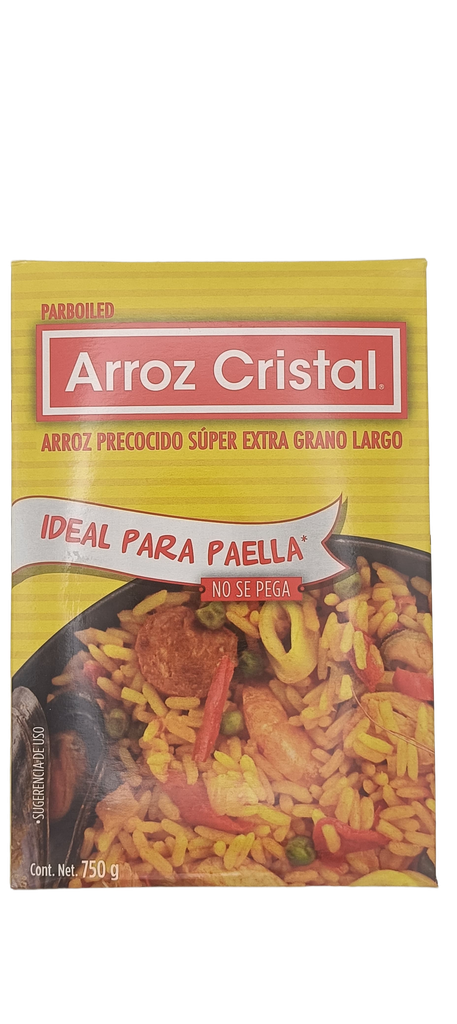 PARBOILED
Arroz Cristal®
ARROZ PRECOCIDO SÚPER EXTRA GRANO LARGO
IDEAL PARA PAELLA*
NO SE PEGA
*SUGERENCIA DE USO
Cont. Net. 750 g